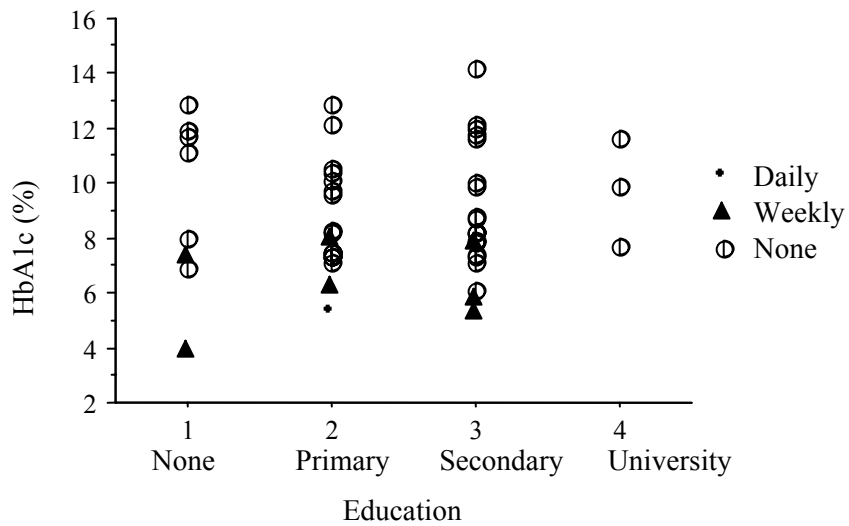 16
14
12
10
8
6
4
2
HbA1c (%)
1 2 3 4
None Primary Secondary University
Education
Daily
Weekly
None